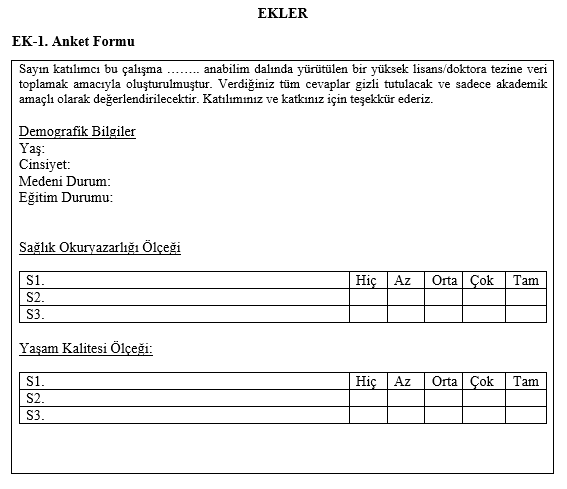 EKLER
EK-1. Anket Formu
Sayın katılımcı bu çalışma …….. anabilim dalında yürütülen bir yüksek lisans/doktora tezine veri
toplamak amacıyla oluşturulmuştur. Verdiğiniz tüm cevaplar gizli tutulacak ve sadece akademik
amaçlı olarak değerlendirilecektir. Katılımınız ve katkınız için teşekkür ederiz.
Demografik Bilgiler
Yaş:
Cinsiyet:
Medeni Durum:
Eğitim Durumu:
Sağlık Okuryazarlığı Ölçeği
S1. Hiç Az Orta Çok Tam
S2.
S3.
Yaşam Kalitesi Ölçeği:
S1. Hiç Az Orta Çok Tam
S2.
S3.